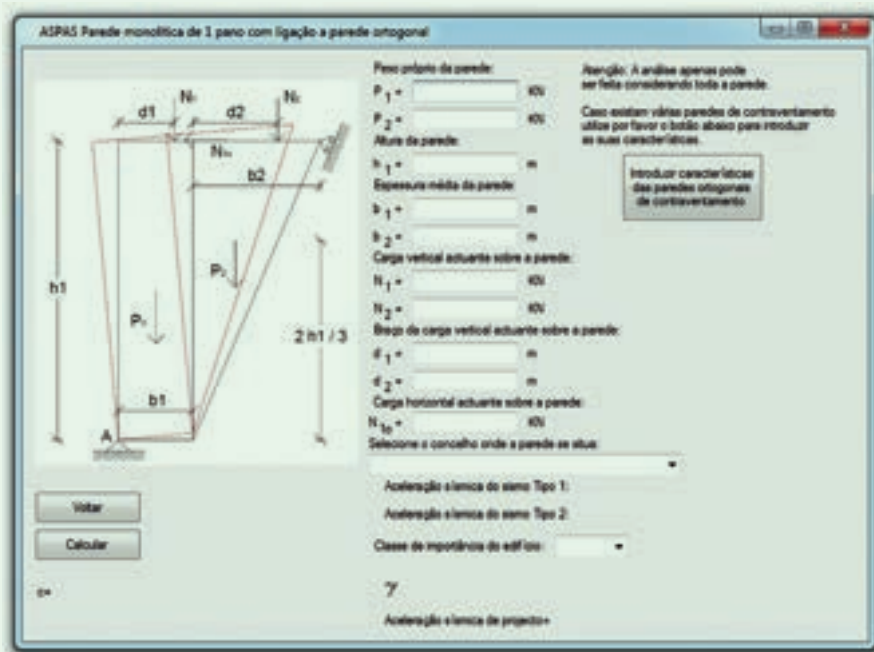 ASPAS Parede monolítica de 1 pano com ligação a parede ortogonal
d1
d2
h1
b1
b2
2 h1 / 3
A
Voltar
Calcular
c=
Peso próprio da parede:
P 1 = KN
P 2 = KN
Altura da parede:
h 1 = m
Espessura média da parede:
b 1 = m
b 2 = m
Carga vertical actuante sobre a parede:
N 1 = KN
N 2 = KN
Braço da carga vertical actuante sobre a parede:
d 1 = m
d 2 = m
Carga horizontal actuante sobre a parede:
N 1o = KN
Selecione o concelho onde a parede se situa:
Aceleração sísmica do sismo Tipo 1:
Aceleração sísmica do sismo Tipo 2:
Classe de importância do edifício:
γ
Aceleração sísmica de projecto=
Atenção: A análise apenas pode
ser feita considerando toda a parede.
Caso existam várias paredes de contraventamento
utilize por favor o botão abaixo para introduzir
as suas características.
Introduzir características
das paredes ortogonais
de contraventamento